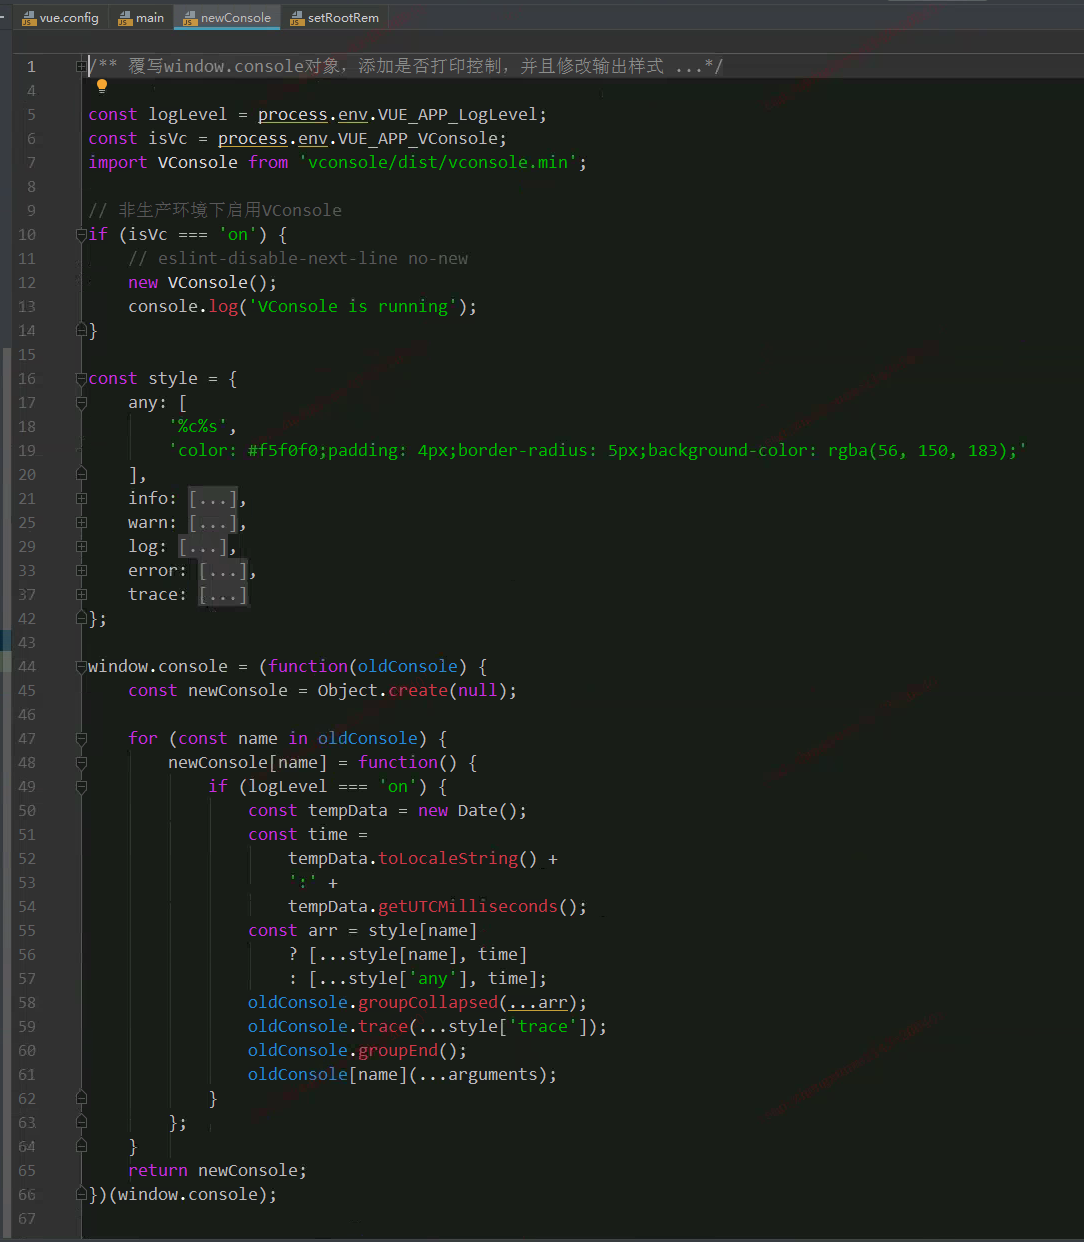 vue.config main newConsole setRootRem
1 /** 覆写window.console对象，添加是否打印控制，并且修改输出样式 ...*/
4
5 const logLevel = process.env.VUE_APP_LogLevel;
6 const isVc = process.env.VUE_APP_VConsole;
7 import VConsole from 'vconsole/dist/vconsole.min';
8
9 // 非生产环境下启用VConsole
10 if (isVc === 'on') {
11 // eslint-disable-next-line no-new
12 new VConsole();
13 console.log('VConsole is running');
14 }
15
16 const style = {
17 any: [
18 '%c%s',
19 'color: #f5f0f0;padding: 4px;border-radius: 5px;background-color: rgba(56, 150, 183);'
20 ],
21 info: [...],
25 warn: [...],
29 log: [...],
33 error: [...],
37 trace: [...]
42 };
43
44 window.console = (function(oldConsole) {
45 const newConsole = Object.create(null);
46
47 for (const name in oldConsole) {
48 newConsole[name] = function() {
49 if (logLevel === 'on') {
50 const tempData = new Date();
51 const time =
52 tempData.toLocaleString() +
53 ':' +
54 tempData.getUTCMilliseconds();
55 const arr = style[name]
56 ? [...style[name], time]
57 : [...style['any'], time];
58 oldConsole.groupCollapsed(...arr);
59 oldConsole.trace(...style['trace']);
60 oldConsole.groupEnd();
61 oldConsole[name](...arguments);
62 }
63 };
64 }
65 return newConsole;
66 })(window.console);
67